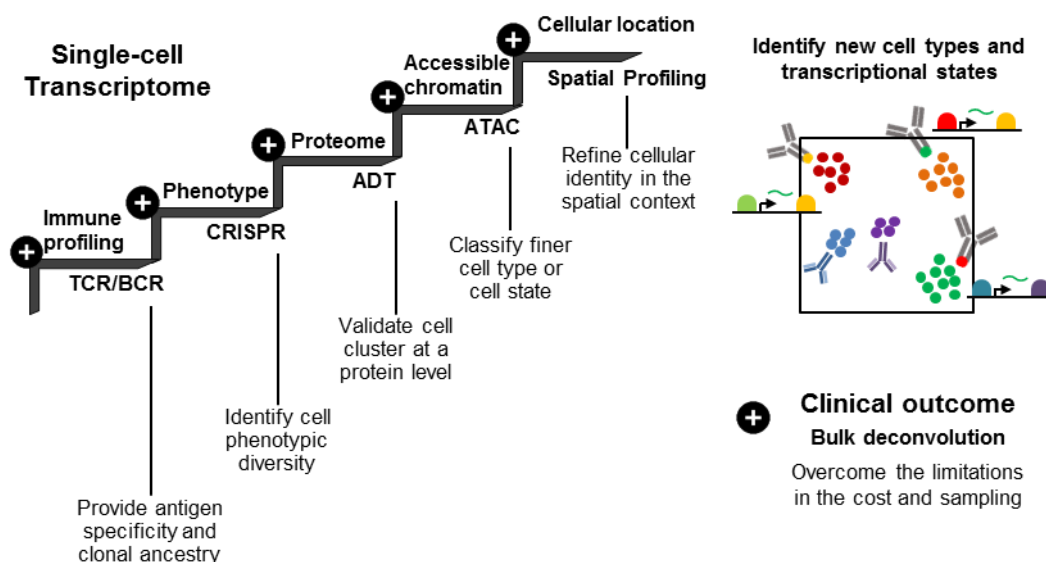 Single-cell
Transcriptome
Immune
profiling
TCR/BCR
Provide antigen
specificity and
clonal ancestry
Phenotype
CRISPR
Identify cell
phenotypic
diversity
Proteome
ADT
Validate cell
cluster at a
protein level
Accessible
chromatin
ATAC
Classify finer
cell type or
cell state
Cellular location
Spatial Profiling
Refine cellular
identity in the
spatial context
Identify new cell types and
transcriptional states
Clinical outcome
Bulk deconvolution
Overcome the limitations
in the cost and sampling